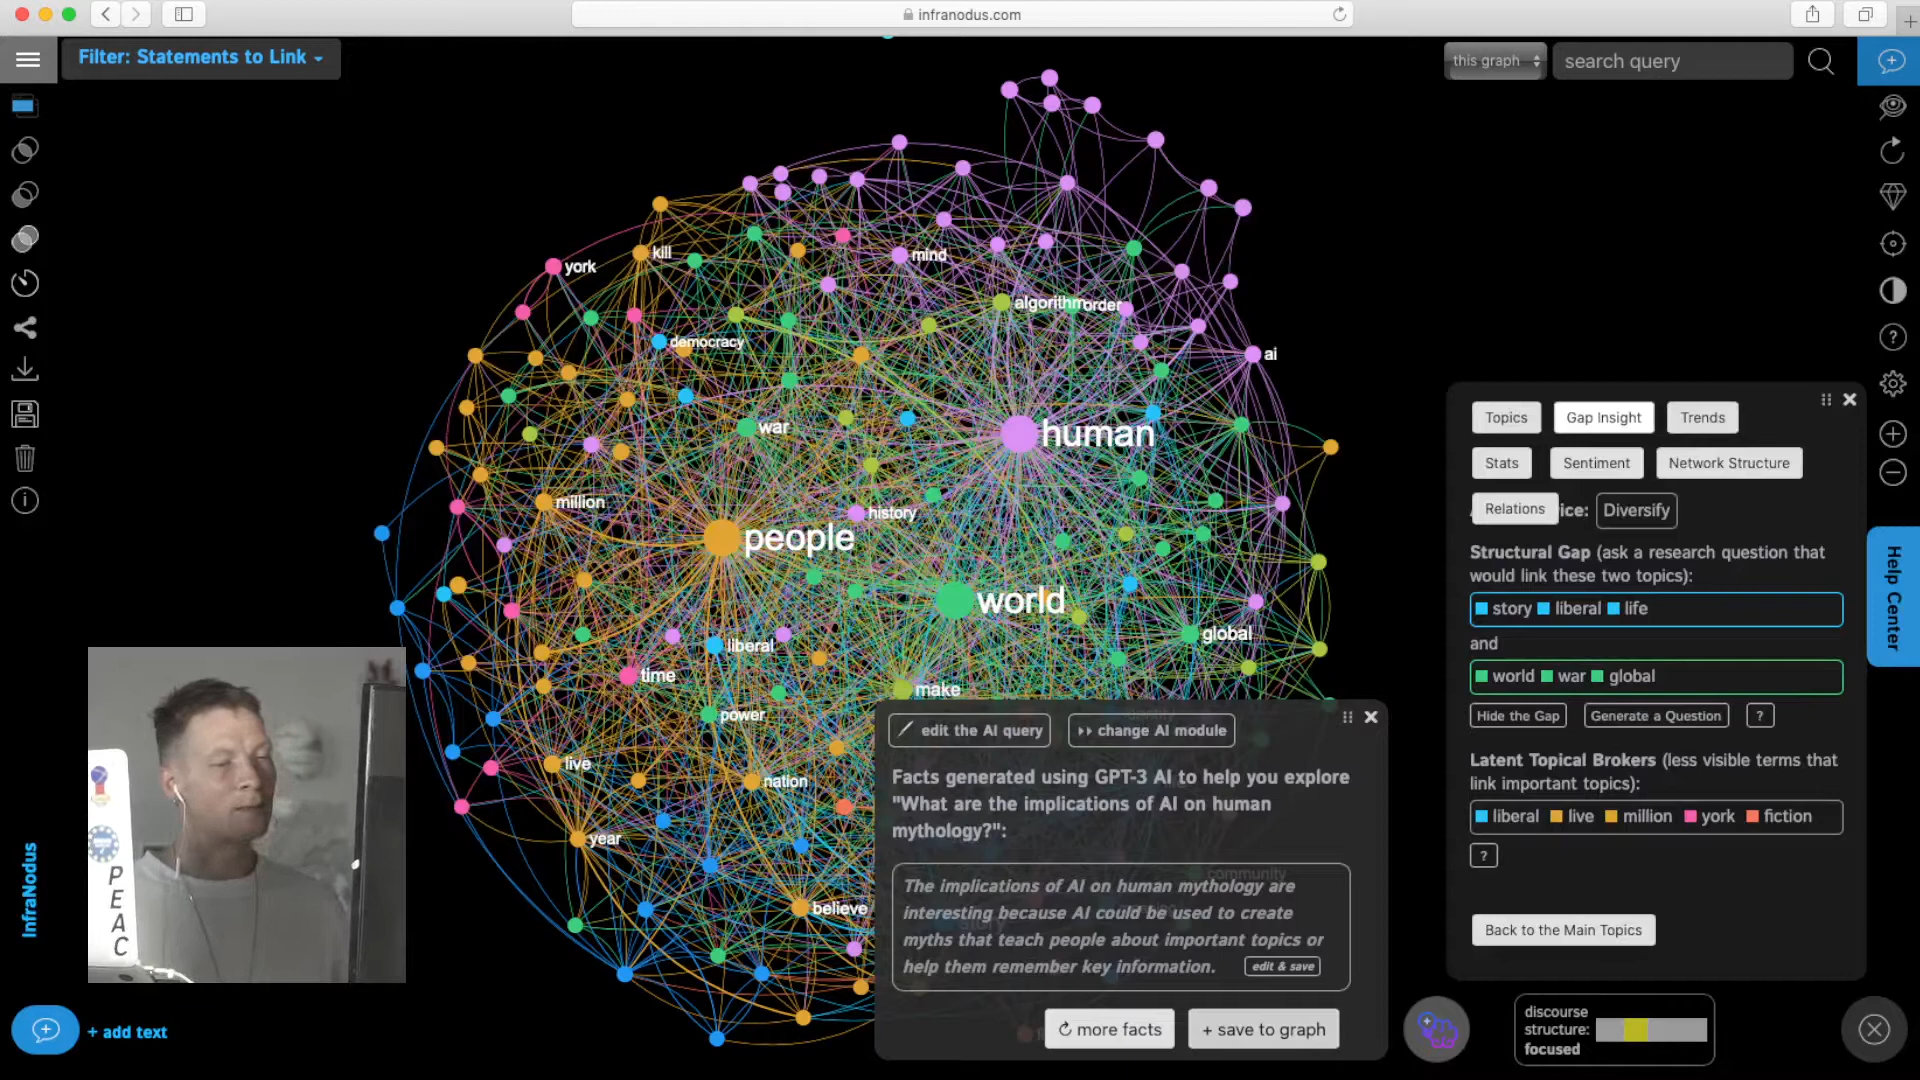 infranodus.com
Filter: Statements to Link
this graph
search query
kill
york
mind
algorithm
order
democracy
ai
war
human
million
history
people
world
liberal
global
time
make
power
live
nation
year
believe
community
P
E
A
C
InfraNodus
+ add text
edit the AI query
change AI module
Facts generated using GPT-3 AI to help you explore
"What are the implications of AI on human
mythology?":
The implications of AI on human mythology are
interesting because AI could be used to create
myths that teach people about important topics or
help them remember key information.
edit & save
more facts
+ save to graph
Topics
Gap Insight
Trends
Stats
Sentiment
Network Structure
Relations
ice:
Diversify
Structural Gap (ask a research question that
would link these two topics):
story liberal life
and
world war global
Hide the Gap
Generate a Question
?
Latent Topical Brokers (less visible terms that
link important topics):
liberal live million york fiction
?
Back to the Main Topics
Help Center
discourse
structure:
focused